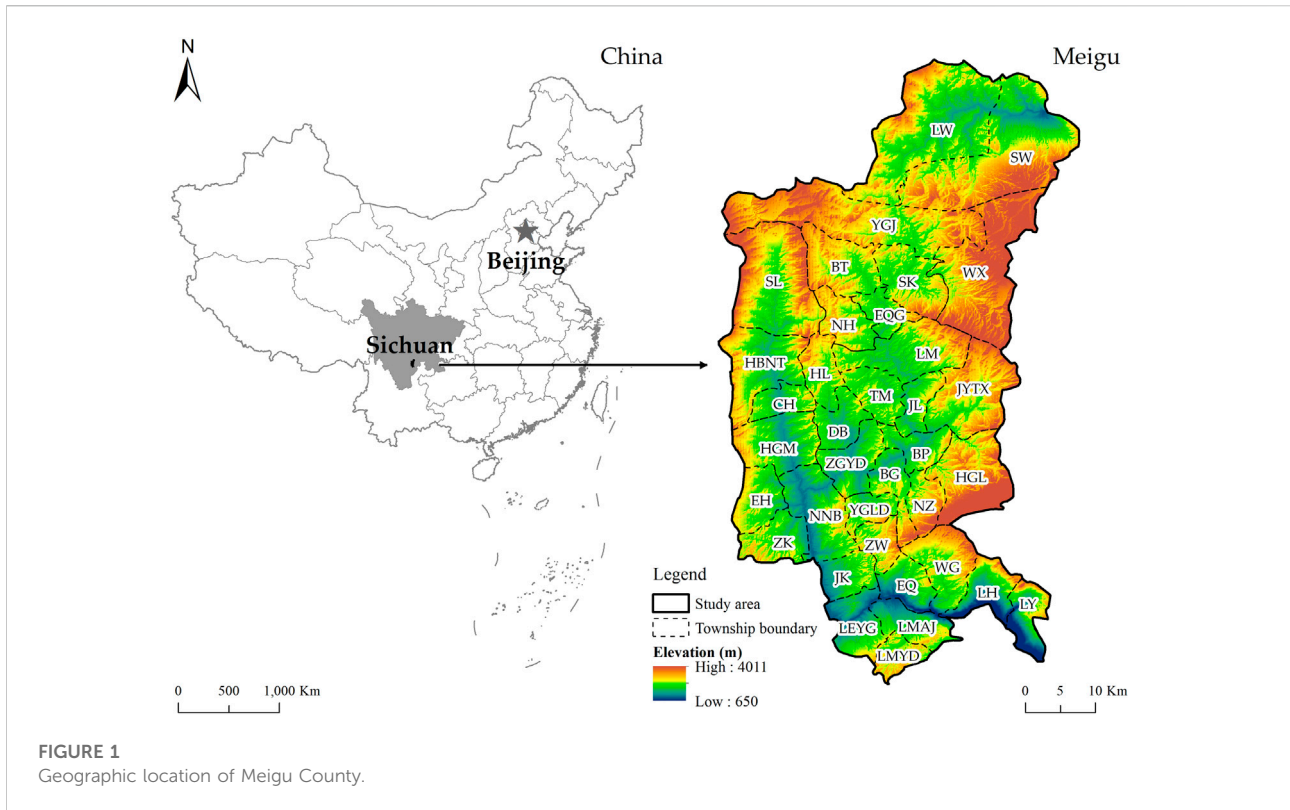 N
China
Beijing
Sichuan
0 500 1,000 Km
Meigu
LW
SW
YGJ
BT
WX
SL
SK
EQG
NH
LM
HBNT
HL
JYTX
TM
CH
JL
DB
HGM
BP
ZGYD
BG
HGL
EH
NNB
YGLD
NZ
ZK
ZW
WG
JK
EQ
LH
LY
LEYG
LMAJ
LMYD
Legend
Study area
Township boundary
Elevation (m)
High : 4011
Low : 650
0 5 10 Km
FIGURE 1
Geographic location of Meigu County.